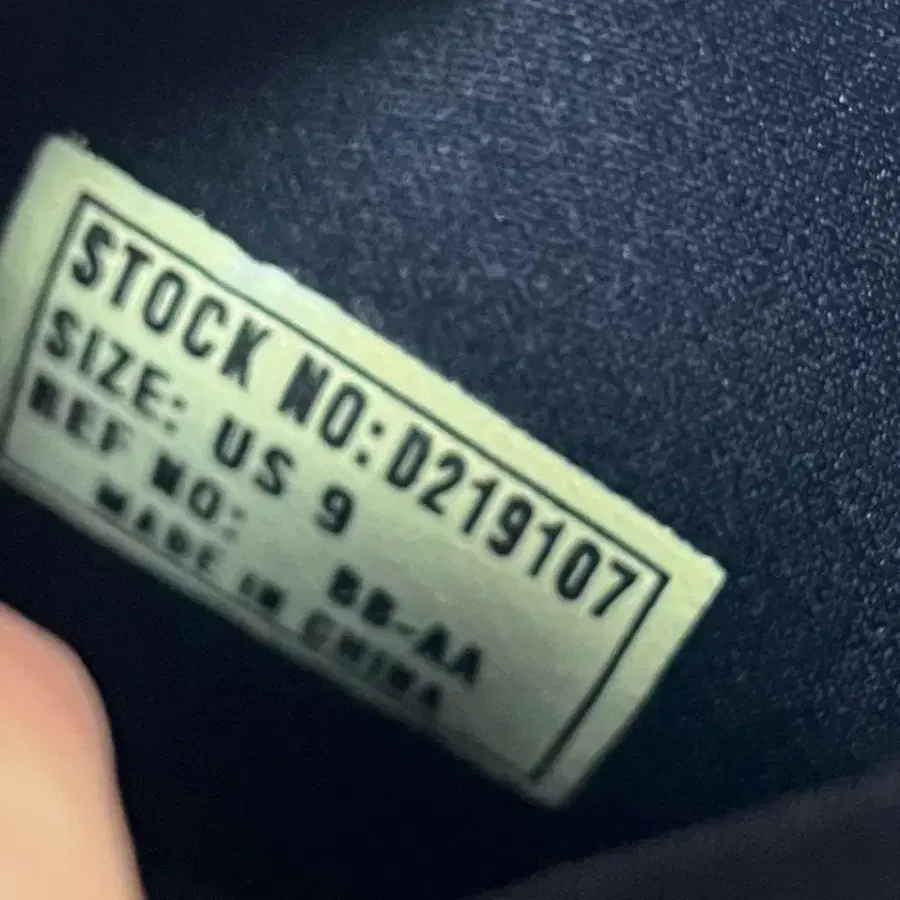 STOCK NO:D219107
SIZE: US 9
REF NO: BB-AA
MADE IN CHINA